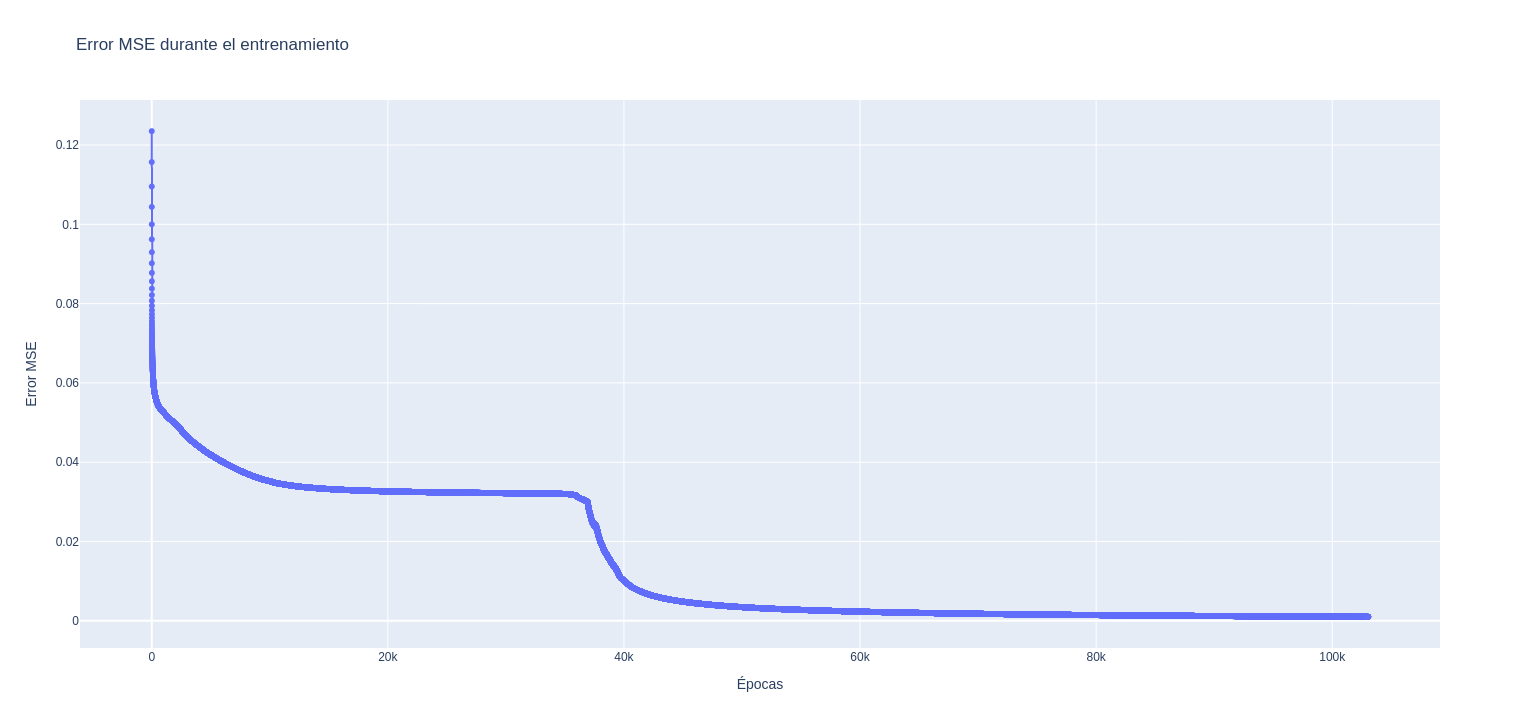 Error MSE durante el entrenamiento
0.12
0.1
0.08
0.06
0.04
0.02
0
Error MSE
0 20k 40k 60k 80k 100k
Épocas